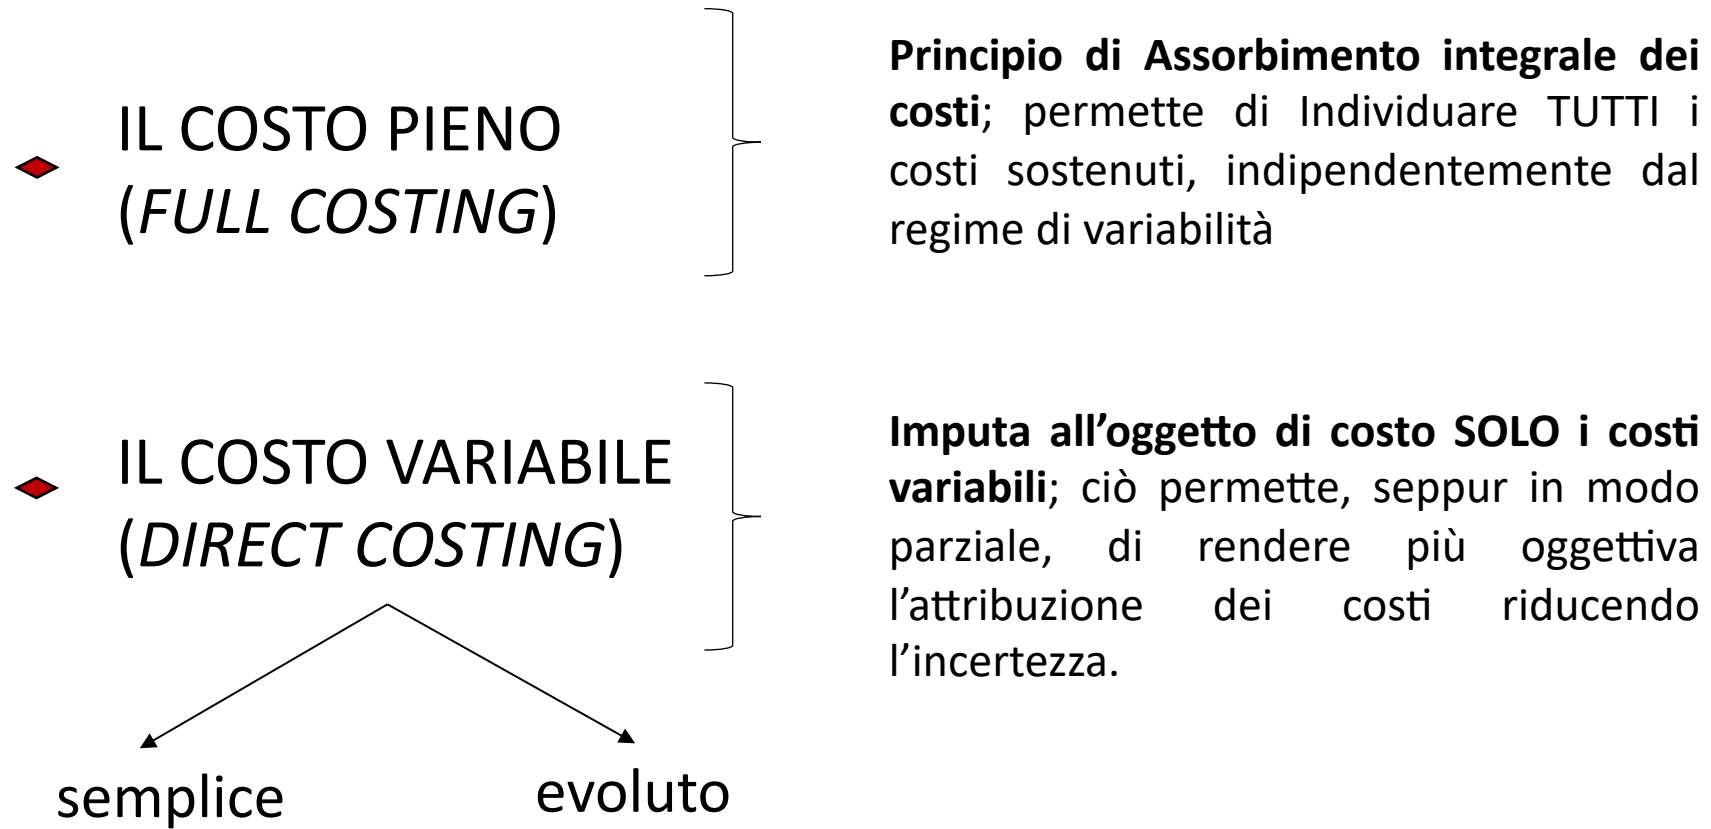 IL COSTO PIENO
(FULL COSTING)
Principio di Assorbimento integrale dei
costi; permette di Individuare TUTTI i
costi sostenuti, indipendentemente dal
regime di variabilità
IL COSTO VARIABILE
(DIRECT COSTING)
Imputa all’oggetto di costo SOLO i costi
variabili; ciò permette, seppur in modo
parziale, di rendere più oggettiva
l’attribuzione dei costi riducendo
l’incertezza.
semplice
evoluto